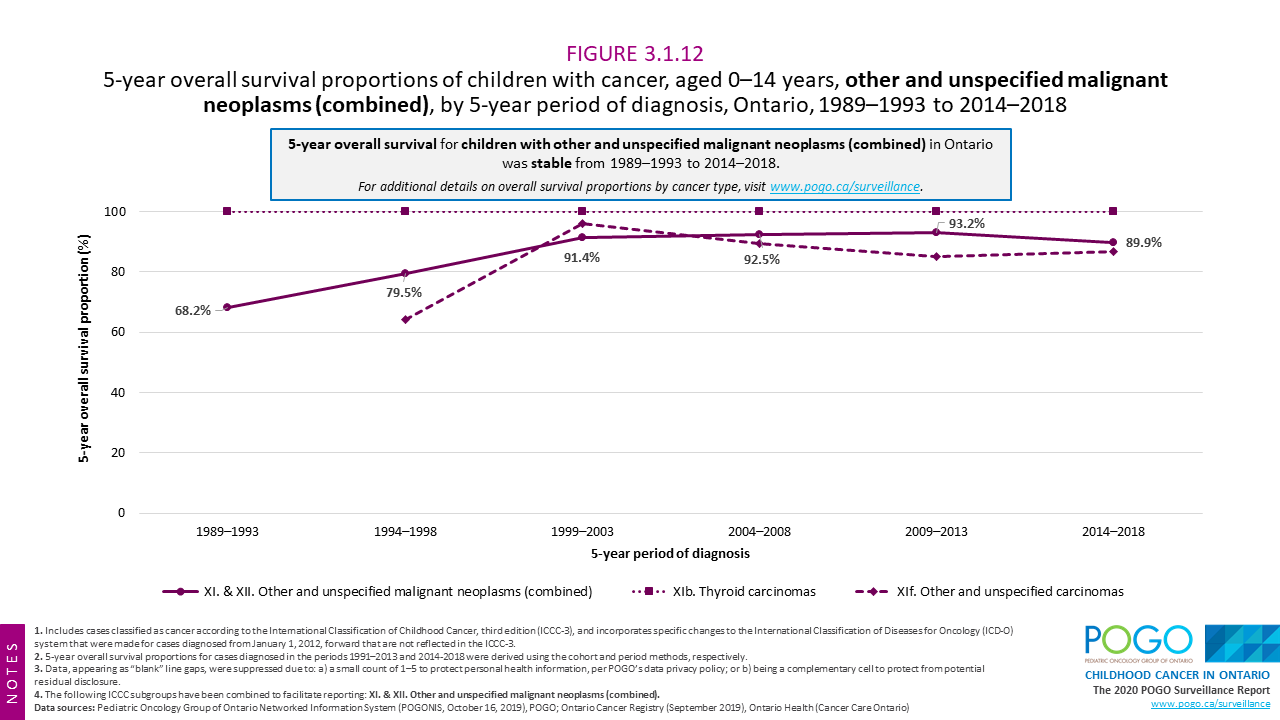 FIGURE 3.1.12
5-year overall survival proportions of children with cancer, aged 0–14 years, other and unspecified malignant
neoplasms (combined), by 5-year period of diagnosis, Ontario, 1989–1993 to 2014–2018
5-year overall survival for children with other and unspecified malignant neoplasms (combined) in Ontario
was stable from 1989–1993 to 2014–2018.
For additional details on overall survival proportions by cancer type, visit www.pogo.ca/surveillance.
5-year overall survival proportion (%)
100
80
60
40
20
0
68.2%
79.5%
91.4%
92.5%
93.2%
89.9%
1989–1993
1994–1998
1999–2003
2004–2008
2009–2013
2014–2018
5-year period of diagnosis
XI. & XII. Other and unspecified malignant neoplasms (combined)
XIb. Thyroid carcinomas
XIf. Other and unspecified carcinomas
NOTES
1. Includes cases classified as cancer according to the International Classification of Childhood Cancer, third edition (ICCC-3), and incorporates specific changes to the International Classification of Diseases for Oncology (ICD-O)
system that were made for cases diagnosed from January 1, 2012, forward that are not reflected in the ICCC-3.
2. 5-year overall survival proportions for cases diagnosed in the periods 1991–2013 and 2014-2018 were derived using the cohort and period methods, respectively.
3. Data, appearing as "blank" line gaps, were suppressed due to: a) a small count of 1–5 to protect personal health information, per POGO's data privacy policy; or b) being a complementary cell to protect from potential
residual disclosure.
4. The following ICCC subgroups have been combined to facilitate reporting: XI. & XII. Other and unspecified malignant neoplasms (combined).
Data sources: Pediatric Oncology Group of Ontario Networked Information System (POGONIS, October 16, 2019), POGO; Ontario Cancer Registry (September 2019), Ontario Health (Cancer Care Ontario)
POGO
PEDIATRIC ONCOLOGY GROUP OF ONTARIO
CHILDHOOD CANCER IN ONTARIO
The 2020 POGO Surveillance Report
www.pogo.ca/surveillance